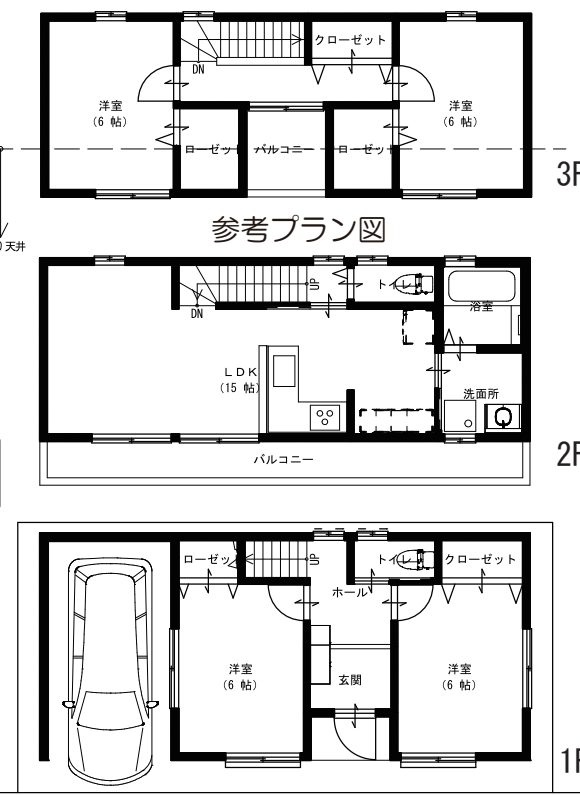 クローゼット
DN
洋室
(6 帖)
洋室
(6 帖)
ローゼット
バルコニー
ローゼット
3F
天井
参考プラン図
UP
トイレ
DN
浴室
LDK
(15 帖)
洗面所
バルコニー
2F
ローゼット
UP
トイレ
クローゼット
ホール
洋室
(6 帖)
玄関
洋室
(6 帖)
1F